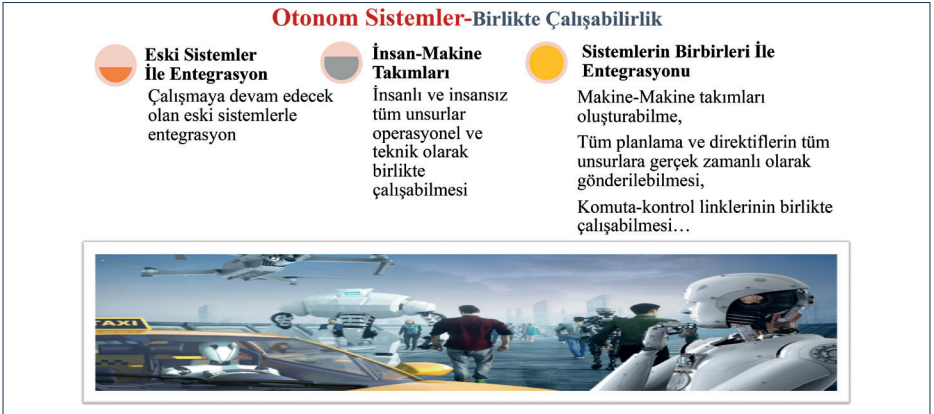 Otonom Sistemler-Birlikte Çalışabilirlik
Eski Sistemler
İle Entegrasyon
Çalışmaya devam edecek
olan eski sistemlerle
entegrasyon
İnsan-Makine
Takımları
İnsanlı ve insansız
tüm unsurlar
operasyonel ve
teknik olarak
birlikte
çalışabilmesi
Sistemlerin Birbirleri İle
Entegrasyonu
Makine-Makine takımları
oluşturabilme,
Tüm planlama ve direktiflerin tüm
unsurlara gerçek zamanlı olarak
gönderilebilmesi,
Komuta-kontrol linklerinin birlikte
çalışabilmesi…
TAXI